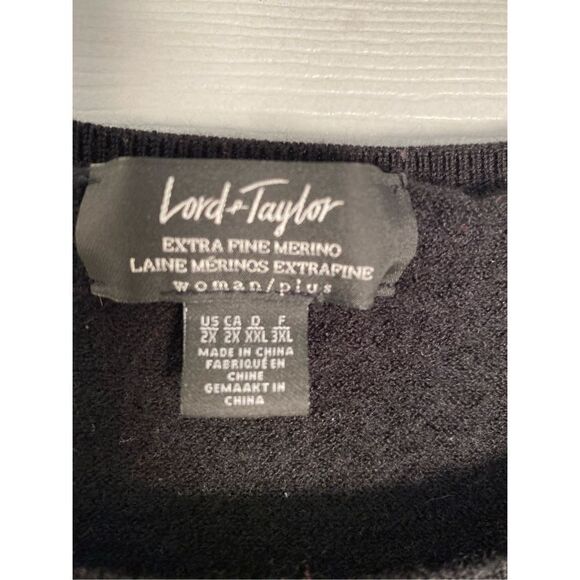 Lord + Taylor
EXTRA FINE MERINO
LAINE MÉRINOS EXTRAFINE
woman/plus
US CA D F
2X 2X XXL 3XL
MADE IN CHINA
FABRIQUÉ EN
CHINE
GEMAAKT IN
CHINA